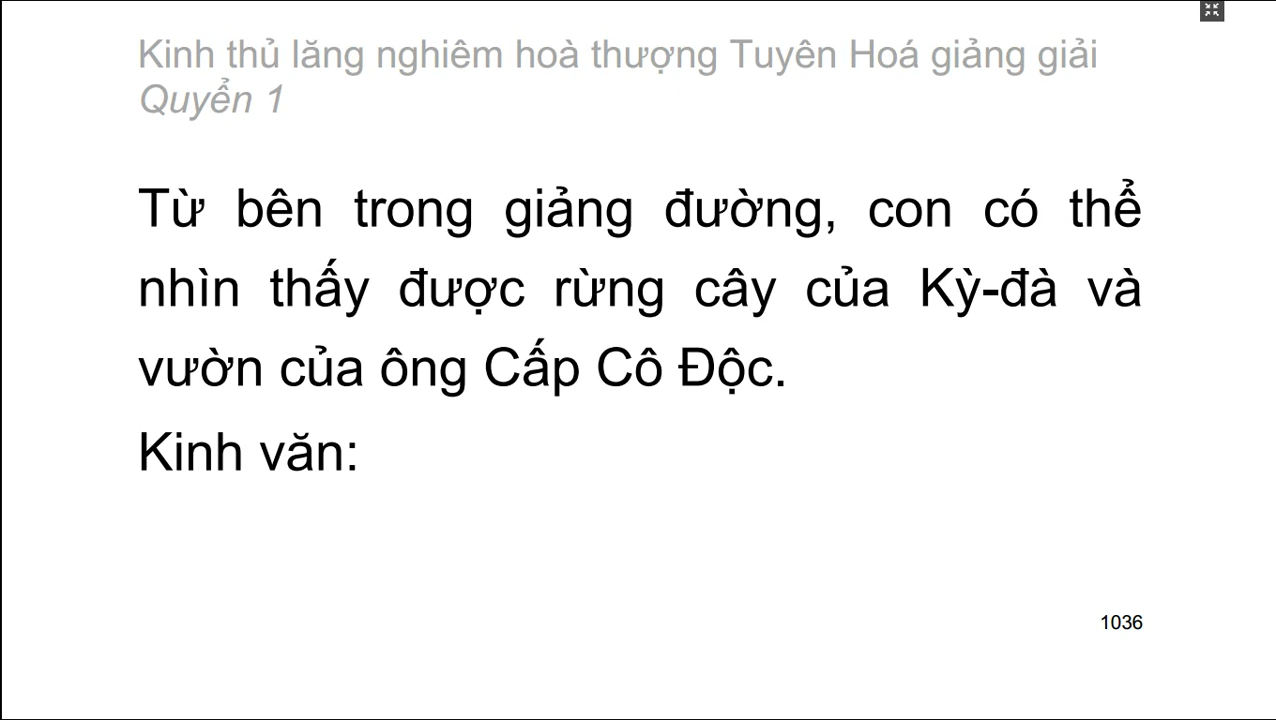 Kinh thủ lăng nghiêm hoà thượng Tuyên Hoá giảng giải
Quyển 1
Từ bên trong giảng đường, con có thể
nhìn thấy được rừng cây của Kỳ-đà và
vườn của ông Cấp Cô Độc.
Kinh văn:
1036